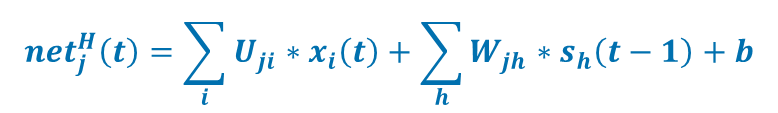 net_j^H(t) = ∑_i U_ji * x_i(t) + ∑_h W_jh * s_h(t − 1) + b